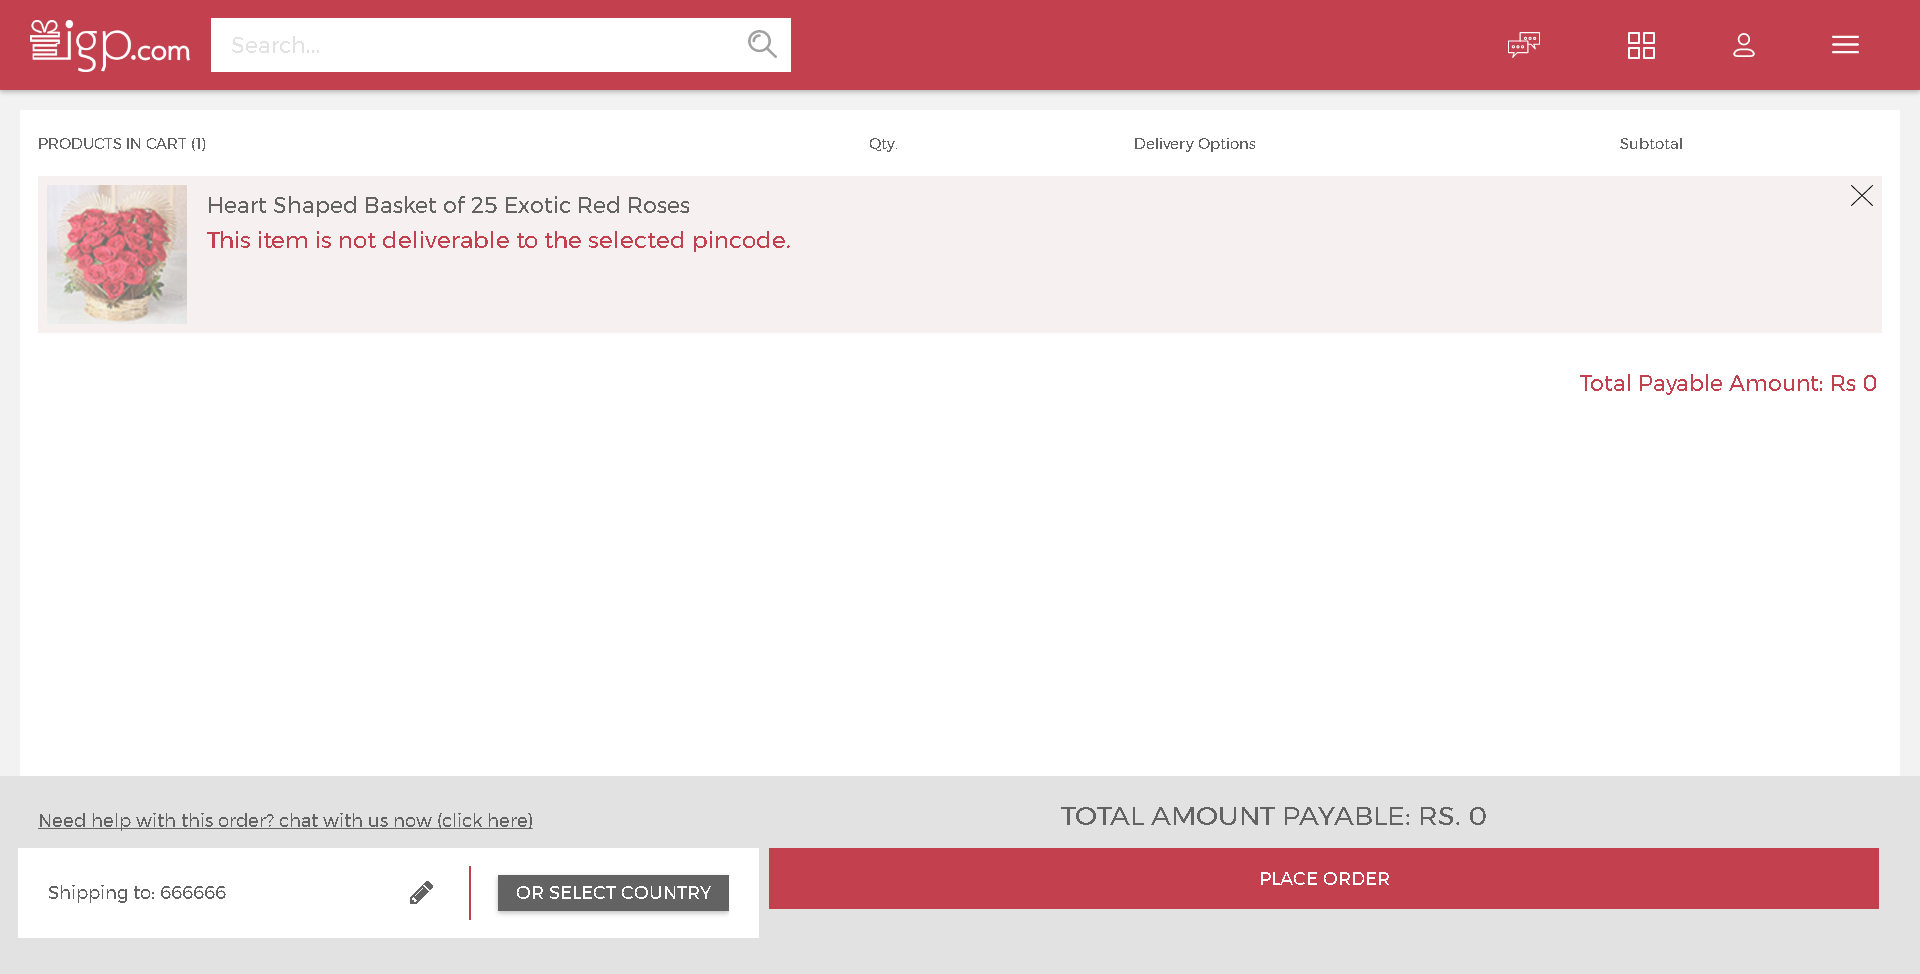 igp.com
Search...
PRODUCTS IN CART (1)
Qty.
Delivery Options
Subtotal
Heart Shaped Basket of 25 Exotic Red Roses
This item is not deliverable to the selected pincode.
Total Payable Amount: Rs 0
Need help with this order? chat with us now (click here)
TOTAL AMOUNT PAYABLE: RS. 0
Shipping to: 666666
OR SELECT COUNTRY
PLACE ORDER